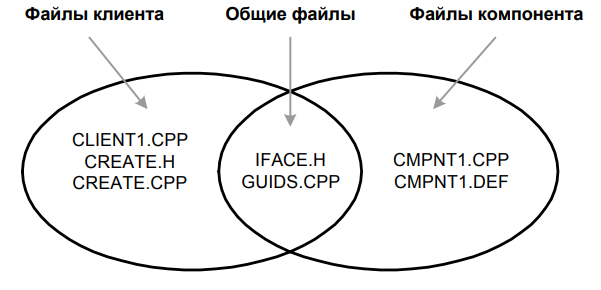 Файлы клиента
Общие файлы
Файлы компонента
CLIENT1.CPP
CREATE.H
CREATE.CPP
IFACE.H
GUIDS.CPP
CMPNT1.CPP
CMPNT1.DEF